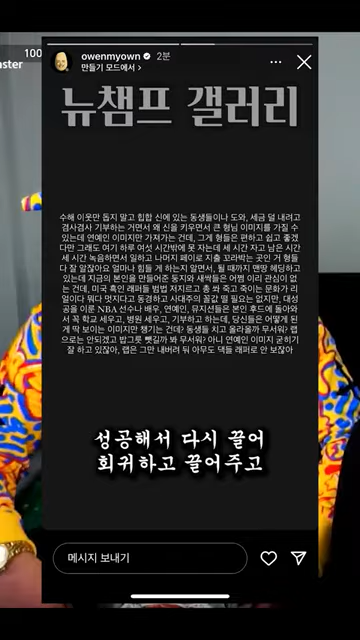 100
ster
owenmyown 2분
만들기 모드에서 >
뉴챔프 갤러리
수해 이웃만 돕지 말고 힙합 신에 있는 동생들이나 도와, 세금 덜 내려고
겸사겸사 기부하는 거면서 왜 신을 키우면서 큰 형님 이미지를 가질 수
있는데 연예인 이미지만 가져가는 건데, 그게 형들은 편하고 쉽고 좋겠
다만 그래도 여기 하루 여섯 시간밖에 못 자는데 세 시간 자고 남은 시간
세 시간 녹음하면서 일하고 나머지 페이로 지출 꼬라박는 곳인 거 형들
다 잘 알잖아요 얼마나 힘들 게 하는지 알면서, 될 때까지 맨땅 헤딩하고
있는데 지금의 본인을 만들어준 둥지와 새싹들은 어쩜 이리 관심이 없
는 건데, 미국 흑인 래퍼들 범법 저지르고 총 쏴 죽고 죽이는 문화가 리
얼이다 뭐다 멋지다고 동경하고 사대주의 꼴값 떨 필요는 없지만, 대성
공을 이룬 NBA 선수나 배우, 연예인, 뮤지션들은 본인 후드에 돌아와
서 꼭 학교 세우고, 병원 세우고, 기부하고 하는데, 당신들은 어떻게 된
게 딱 보이는 이미지만 챙기는 건데? 동생들 치고 올라올까 무서워? 랩
으로는 안되겠고 밥그릇 뺏길까 봐 무서워? 아니 연예인 이미지 굳히기
잘 하고 있잖아, 랩은 그만 내버려 둬 아무도 댁들 래퍼로 안 보잖아
성공해서 다시 끌어
회귀하고 끌어주고
메시지 보내기